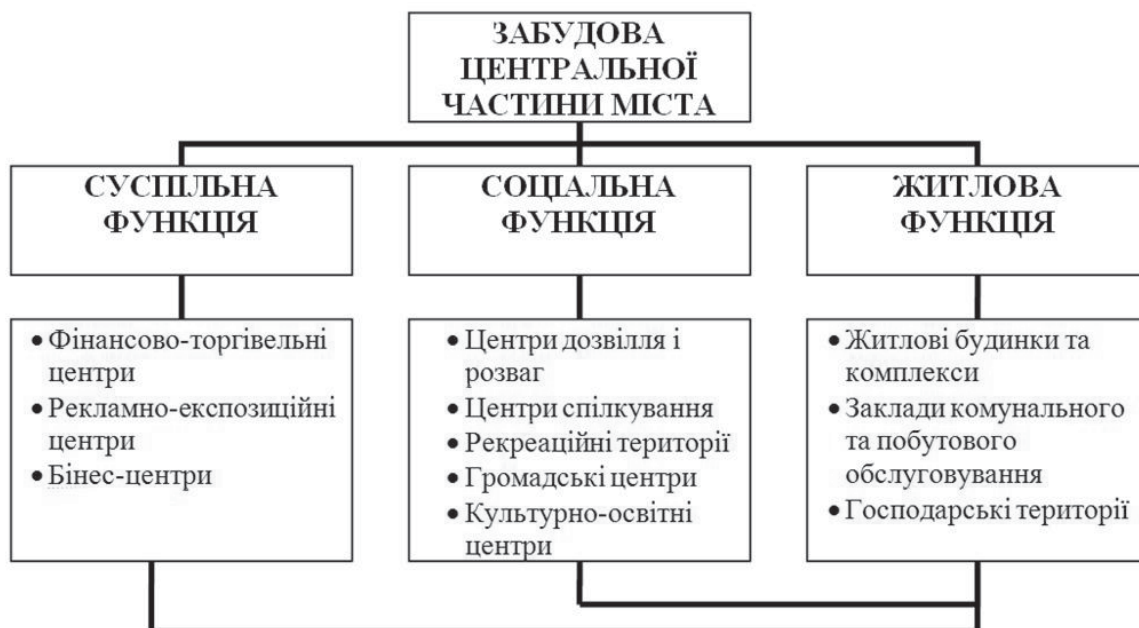 ЗАБУДОВА
ЦЕНТРАЛЬНОЇ
ЧАСТИНИ МІСТА
СУСПІЛЬНА
ФУНКЦІЯ
СОЦІАЛЬНА
ФУНКЦІЯ
ЖИТЛОВА
ФУНКЦІЯ
• Фінансово-торгівельні
центри
• Рекламно-експозиційні
центри
• Бінес-центри
• Центри дозвілля і
розваг
• Центри спілкування
• Рекреаційні території
• Громадські центри
• Культурно-освітні
центри
• Житлові будинки та
комплекси
• Заклади комунального
та побутового
обслуговування
• Господарські території